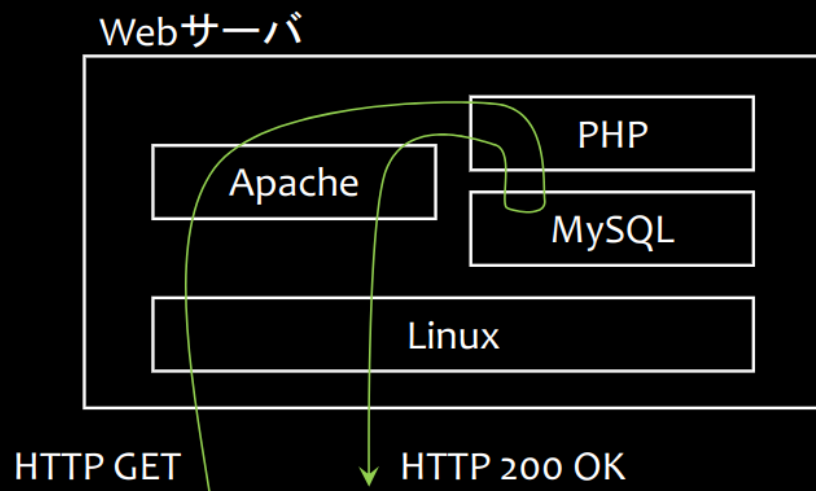 Webサーバ
PHP
Apache
MySQL
Linux
HTTP GET
HTTP 200 OK